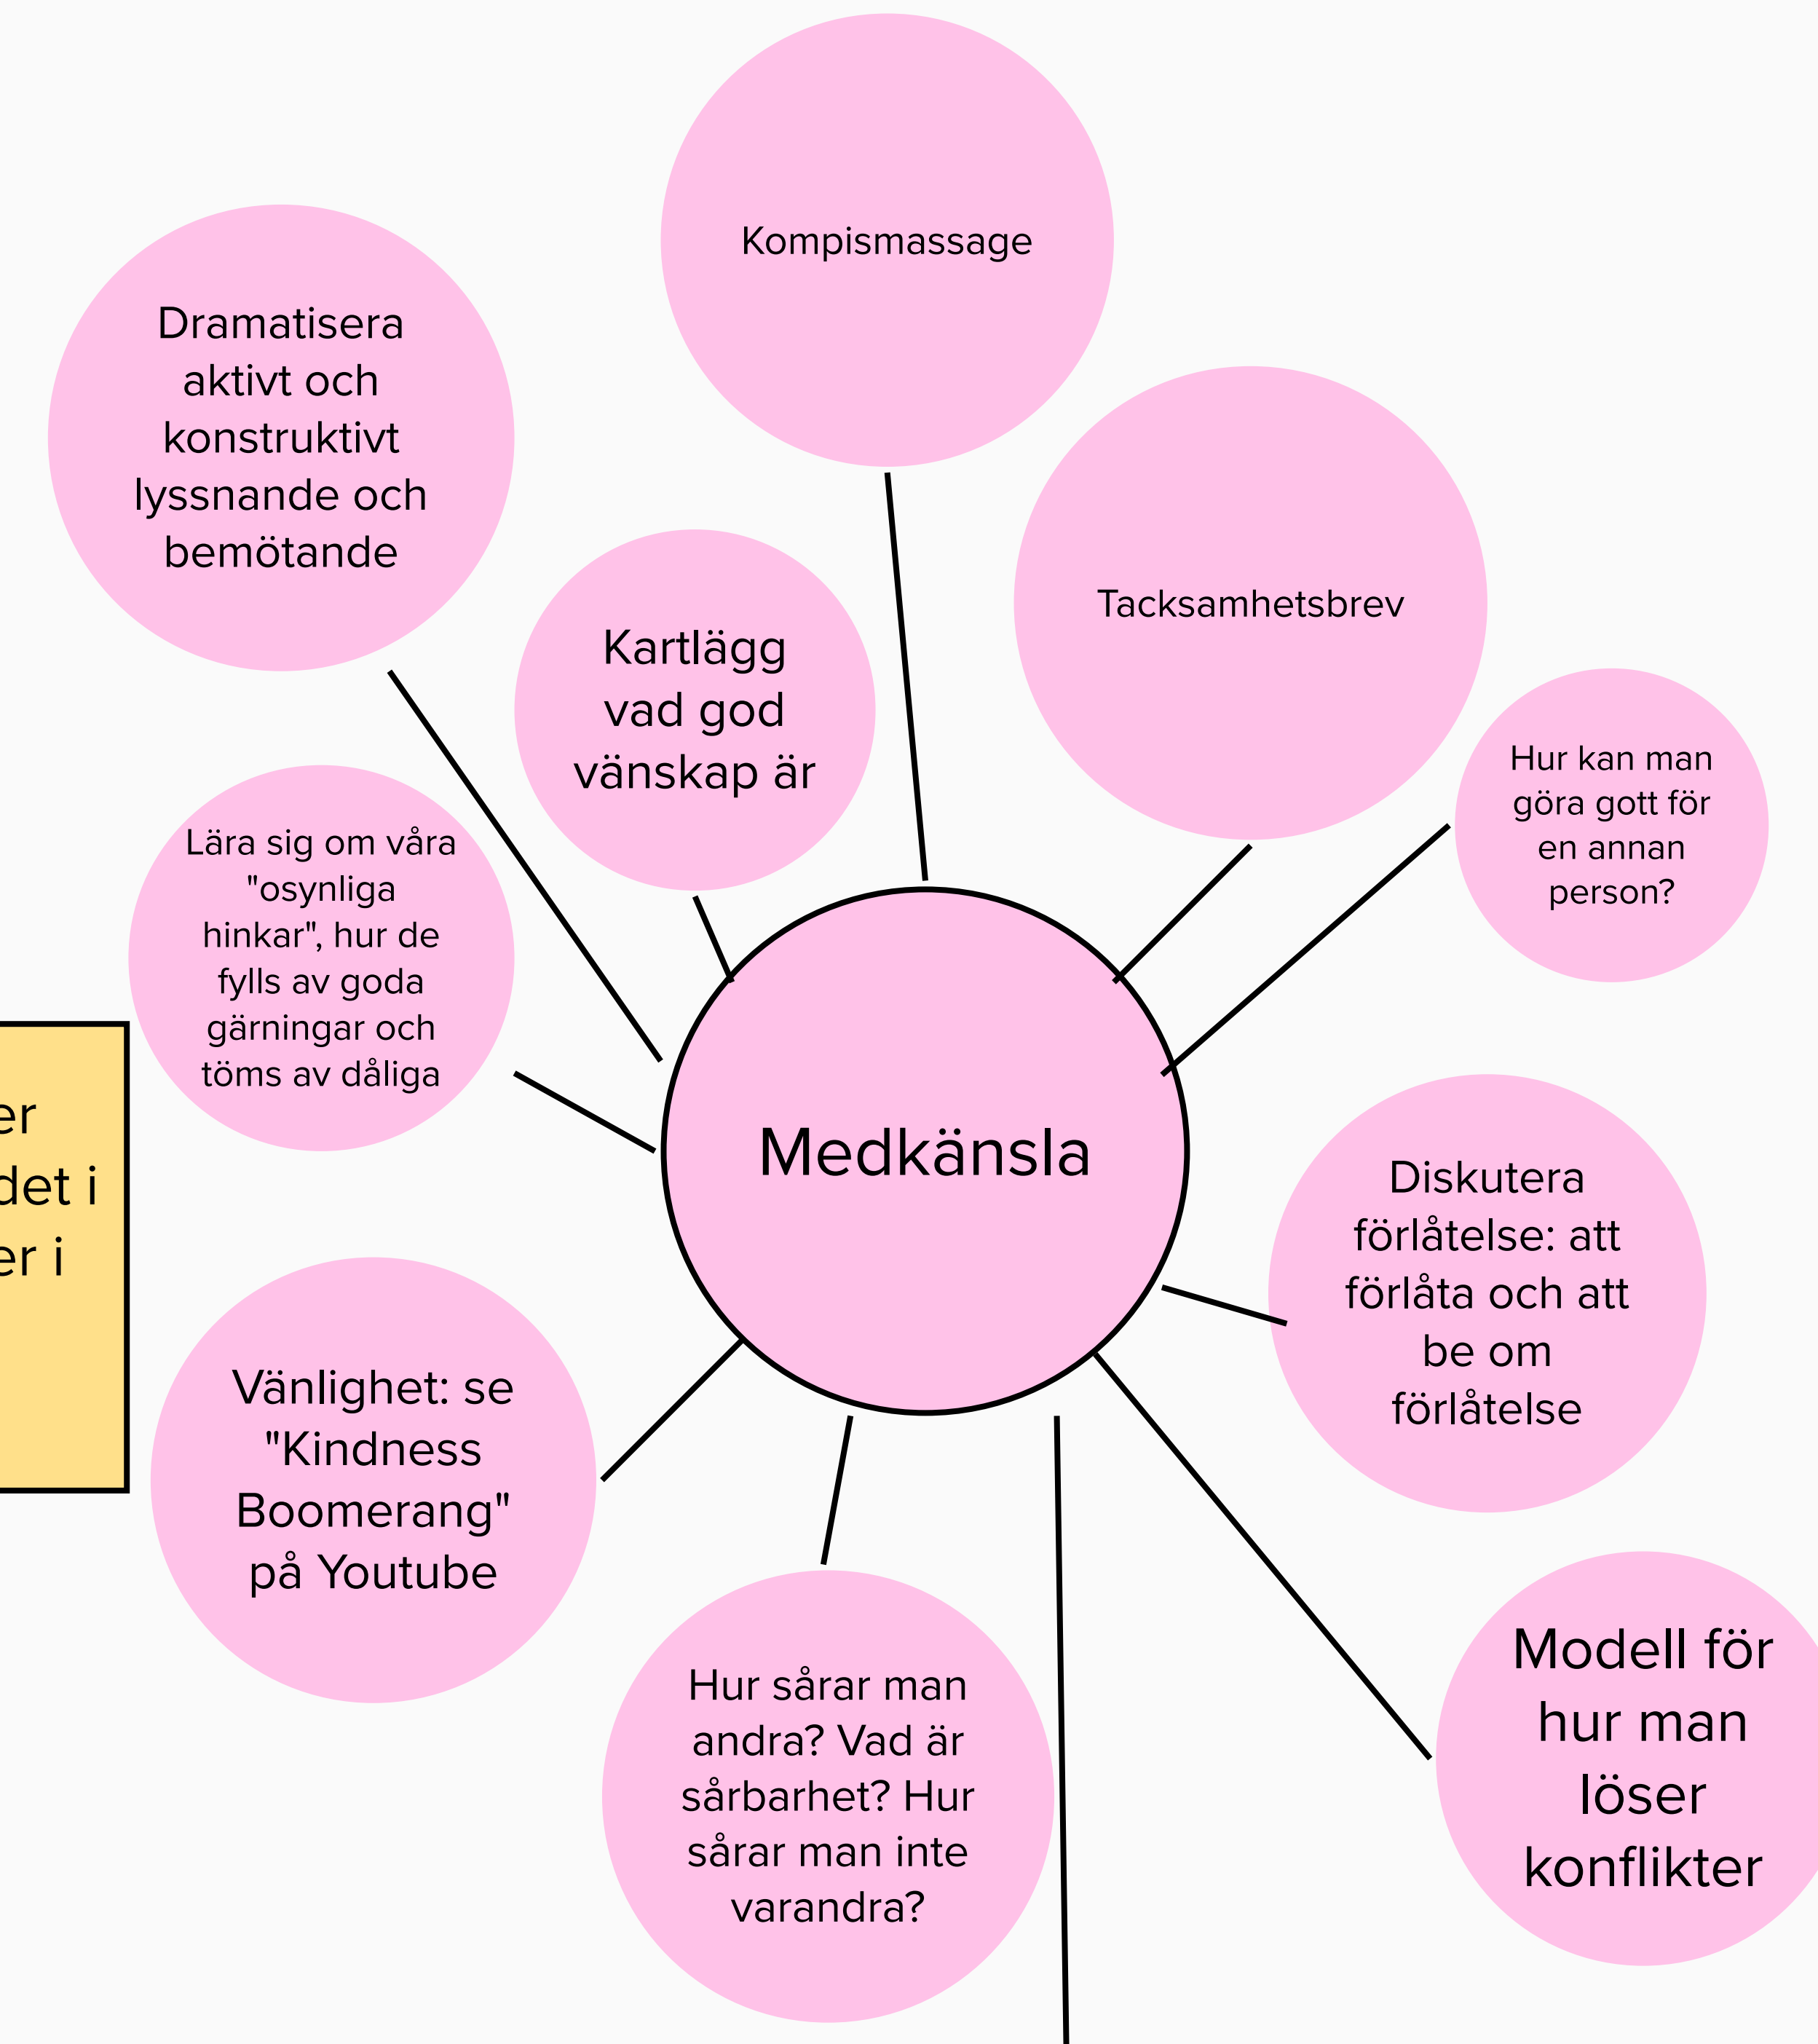 Kompismassage
Dramatisera
aktivt och
konstruktivt
lyssnande och
bemötande
Tacksamhetsbrev
Kartlägg
vad god
vänskap är
Hur kan man
göra gott för
en annan
person?
Lära sig om våra
"osynliga
hinkar", hur de
fylls av goda
gärningar och
töms av dåliga
Medkänsla
det i
i
Diskutera
förlåtelse: att
förlåta och att
be om
förlåtelse
Vänlighet: se
"Kindness
Boomerang"
på Youtube
Hur sårar man
andra? Vad är
sårbarhet? Hur
sårar man inte
varandra?
Modell för
hur man
löser
konflikter